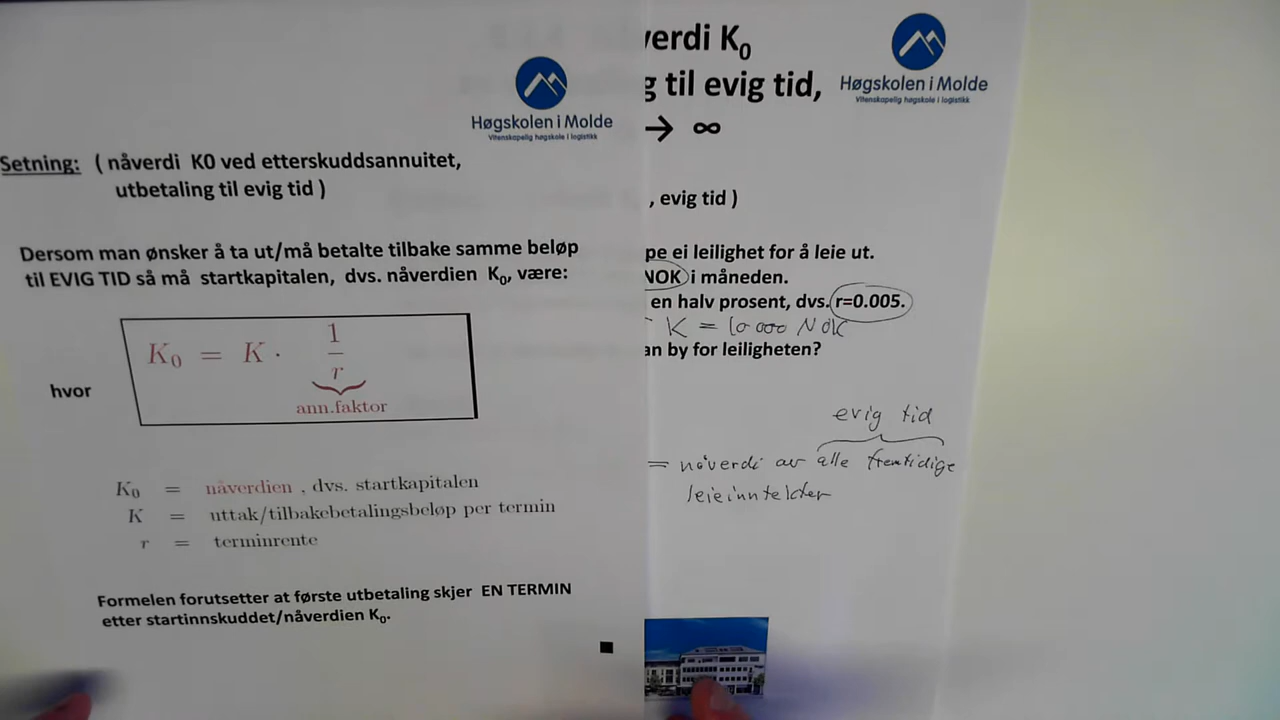 Høgskolen i Molde
Vitenskapelig høgskole i logistikk
Setning: ( nåverdi K0 ved etterskuddsannuitet,
utbetaling til evig tid )
Dersom man ønsker å ta ut/må betalte tilbake samme beløp
til EVIG TID så må startkapitalen, dvs. nåverdien K₀, være:
K₀ = K · 1/r
ann.faktor
hvor
K₀ = nåverdien , dvs. startkapitalen
K = uttak/tilbakebetalingsbeløp per termin
r = terminrente
Formelen forutsetter at første utbetaling skjer EN TERMIN
etter startinnskuddet/nåverdien K₀.
verdi K₀
g til evig tid,
→ ∞
Høgskolen i Molde
Vitenskapelig høgskole i logistikk
, evig tid )
pe ei leilighet for å leie ut.
NOK i måneden.
en halv prosent, dvs. r=0.005.
K = 10 000 NOK
an by for leiligheten?
evig tid
= nåverdi av alle fremtidige
leieinntekter